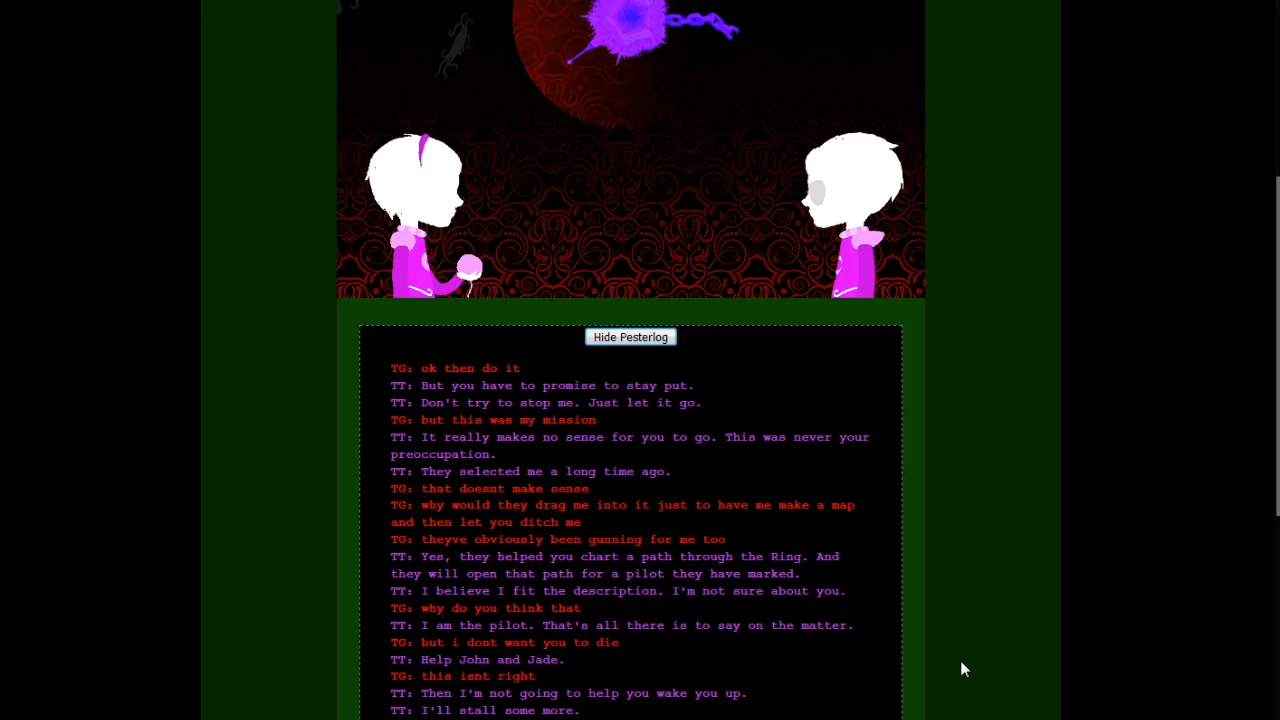 Hide Pesterlog
TG: ok then do it
TT: But you have to promise to stay put.
TT: Don't try to stop me. Just let it go.
TG: but this was my mission
TT: It really makes no sense for you to go. This was never your
preoccupation.
TT: They selected me a long time ago.
TG: that doesnt make sense
TG: why would they drag me into it just to have me make a map
and then let you ditch me
TG: theyve obviously been gunning for me too
TT: Yes, they helped you chart a path through the Ring. And
they will open that path for a pilot they have marked.
TT: I believe I fit the description. I'm not sure about you.
TG: why do you think that
TT: I am the pilot. That's all there is to say on the matter.
TG: but i dont want you to die
TT: Help John and Jade.
TG: this isnt right
TT: Then I'm not going to help you wake you up.
TT: I'll stall some more.